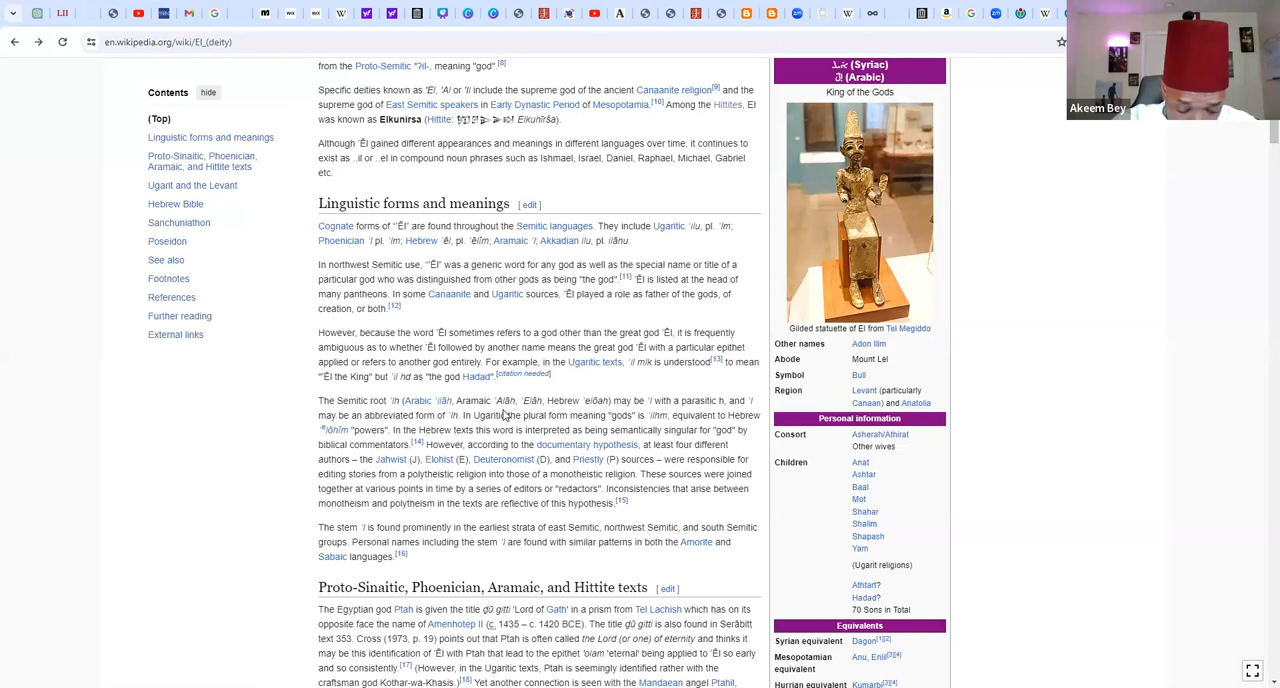 en.wikipedia.org/wiki/El_(deity)
Akeem Bey
Contents hide
(Top)
Linguistic forms and meanings
Proto-Sinaitic, Phoenician,
Aramaic, and Hittite texts
Ugarit and the Levant
Hebrew Bible
Sanchuniathon
Poseidon
See also
Footnotes
References
Further reading
External links
from the Proto-Semitic *ʔil-, meaning "god".[8]
Specific deities known as ʾĒl, ʾAl or ʾIl include the supreme god of the ancient Canaanite religion[9] and the
supreme god of East Semitic speakers in Early Dynastic Period of Mesopotamia.[10] Among the Hittites, El
was known as Elkunirsa (Hittite: Elkunīrša).
Although ʾĒl gained different appearances and meanings in different languages over time, it continues to
exist as ..il or ..el in compound noun phrases such as Ishmael, Israel, Daniel, Raphael, Michael, Gabriel
etc.
Linguistic forms and meanings [ edit ]
Cognate forms of "ʾĒl" are found throughout the Semitic languages. They include Ugaritic ʾilu, pl. ʾlm;
Phoenician ʾl pl. ʾlm; Hebrew ʾēl, pl. ʾēlīm; Aramaic ʾl; Akkadian ilu, pl. ilānu.
In northwest Semitic use, "ʾĒl" was a generic word for any god as well as the special name or title of a
particular god who was distinguished from other gods as being "the god".[11] ʾĒl is listed at the head of
many pantheons. In some Canaanite and Ugaritic sources, ʾĒl played a role as father of the gods, of
creation, or both.[12]
However, because the word ʾĒl sometimes refers to a god other than the great god ʾĒl, it is frequently
ambiguous as to whether ʾĒl followed by another name means the great god ʾĒl with a particular epithet
applied or refers to another god entirely. For example, in the Ugaritic texts, ʾil mlk is understood[13] to mean
"ʾĒl the King" but ʾil hd as "the god Hadad".[citation needed]
The Semitic root ʾlh (Arabic ʾilāh, Aramaic ʾAlāh, ʾElāh, Hebrew ʾelōah) may be ʾl with a parasitic h, and ʾl
may be an abbreviated form of ʾlh. In Ugaritic the plural form meaning "gods" is ʾilhm, equivalent to Hebrew
ʾelōhîm "powers". In the Hebrew texts this word is interpreted as being semantically singular for "god" by
biblical commentators.[14] However, according to the documentary hypothesis, at least four different
authors – the Jahwist (J), Elohist (E), Deuteronomist (D), and Priestly (P) sources – were responsible for
editing stories from a polytheistic religion into those of a monotheistic religion. These sources were joined
together at various points in time by a series of editors or "redactors". Inconsistencies that arise between
monotheism and polytheism in the texts are reflective of this hypothesis.[15]
The stem ʾl is found prominently in the earliest strata of east Semitic, northwest Semitic, and south Semitic
groups. Personal names including the stem ʾl are found with similar patterns in both the Amorite and
Sabaic languages.[16]
Proto-Sinaitic, Phoenician, Aramaic, and Hittite texts [ edit ]
The Egyptian god Ptah is given the title ḏū gitti 'Lord of Gath' in a prism from Tel Lachish which has on its
opposite face the name of Amenhotep II (c. 1435 – c. 1420 BCE). The title ḏū gitti is also found in Serābitṭ
text 353. Cross (1973, p. 19) points out that Ptah is often called the Lord (or one) of eternity and thinks it
may be this identification of ʾĒl with Ptah that lead to the epithet ʿolam 'eternal' being applied to ʾĒl so early
and so consistently.[17] (However, in the Ugaritic texts, Ptah is seemingly identified rather with the
craftsman god Kothar-wa-Khasis.)[18] Yet another connection is seen with the Mandaean angel Ptahil,
(Syriac)
(Arabic)
King of the Gods
Gilded statuette of El from Tel Megiddo
Other names Adon Ilim
Abode Mount Lel
Symbol Bull
Region Levant (particularly
Canaan) and Anatolia
Personal information
Consort Asherah/Athirat
Other wives
Children Anat
Ashtar
Baal
Mot
Shahar
Shalim
Shapash
Yam
(Ugarit religions)
Athtart?
Hadad?
70 Sons in Total
Equivalents
Syrian equivalent Dagon[1][2]
Mesopotamian Anu, Enlil[3][4]
equivalent
Hurrian equivalent Kumarbi[3][4]